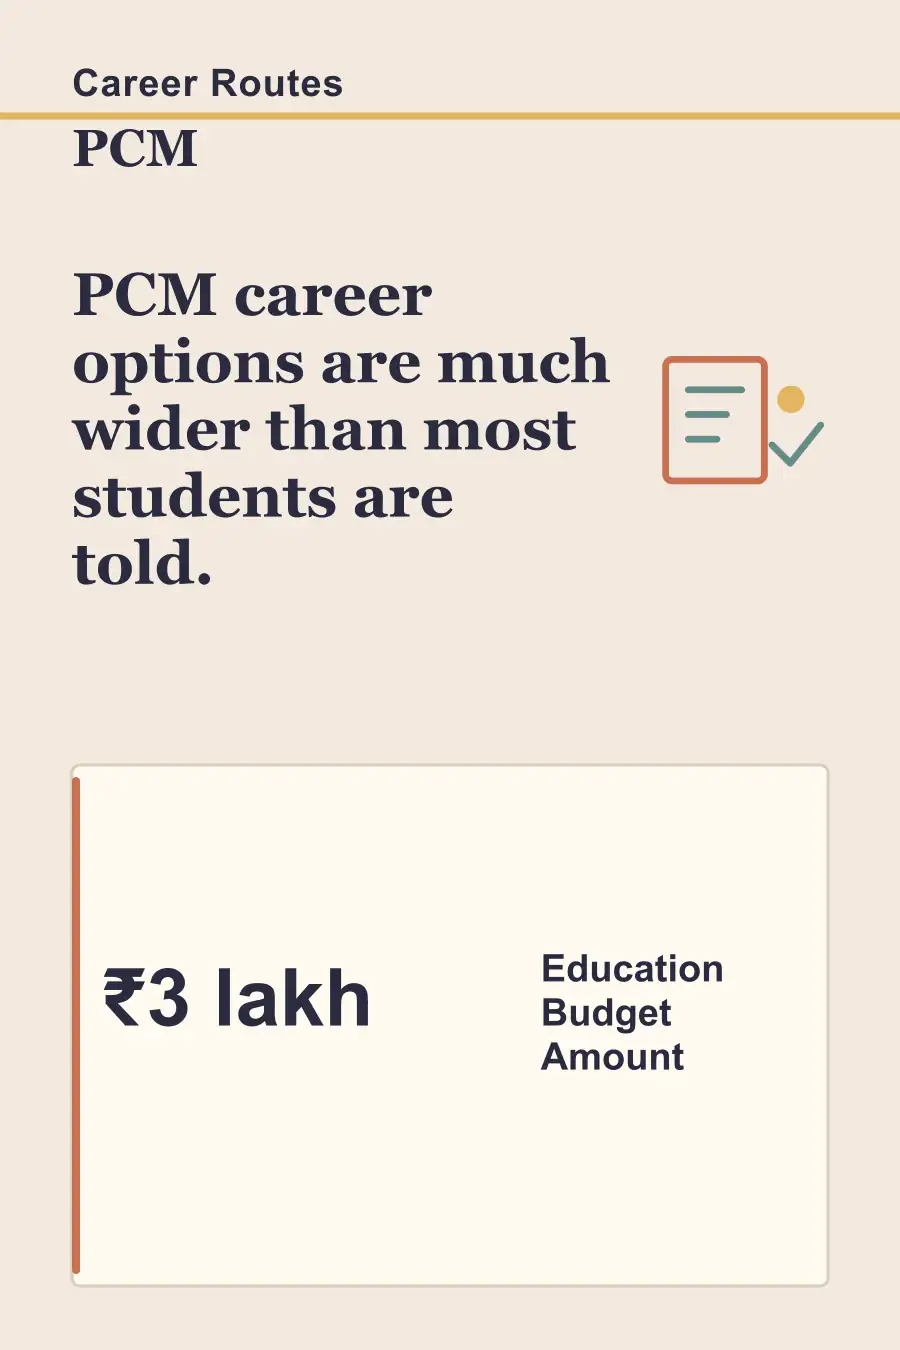 Career Routes
PCM
PCM career
options are much
wider than most
students are
told.
₹3 lakh
Education
Budget
Amount